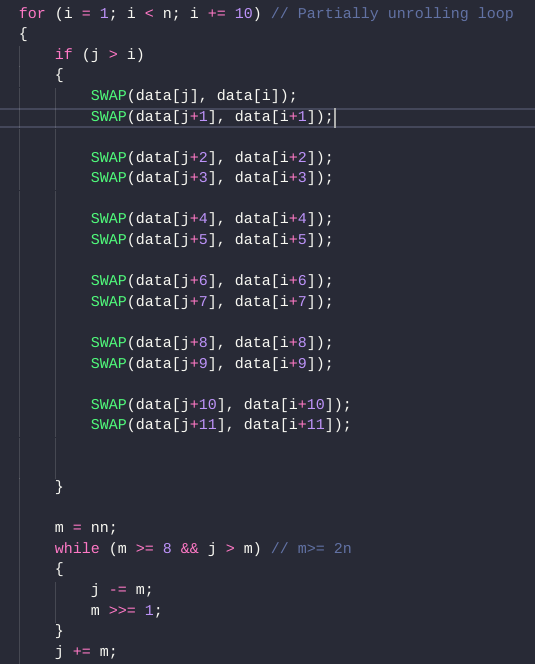 for (i = 1; i < n; i += 10) // Partially unrolling loop
{
if (j > i)
{
SWAP(data[j], data[i]);
SWAP(data[j+1], data[i+1]);
SWAP(data[j+2], data[i+2]);
SWAP(data[j+3], data[i+3]);
SWAP(data[j+4], data[i+4]);
SWAP(data[j+5], data[i+5]);
SWAP(data[j+6], data[i+6]);
SWAP(data[j+7], data[i+7]);
SWAP(data[j+8], data[i+8]);
SWAP(data[j+9], data[i+9]);
SWAP(data[j+10], data[i+10]);
SWAP(data[j+11], data[i+11]);
}
m = nn;
while (m >= 8 && j > m) // m>= 2n
{
j -= m;
m >>= 1;
}
j += m;